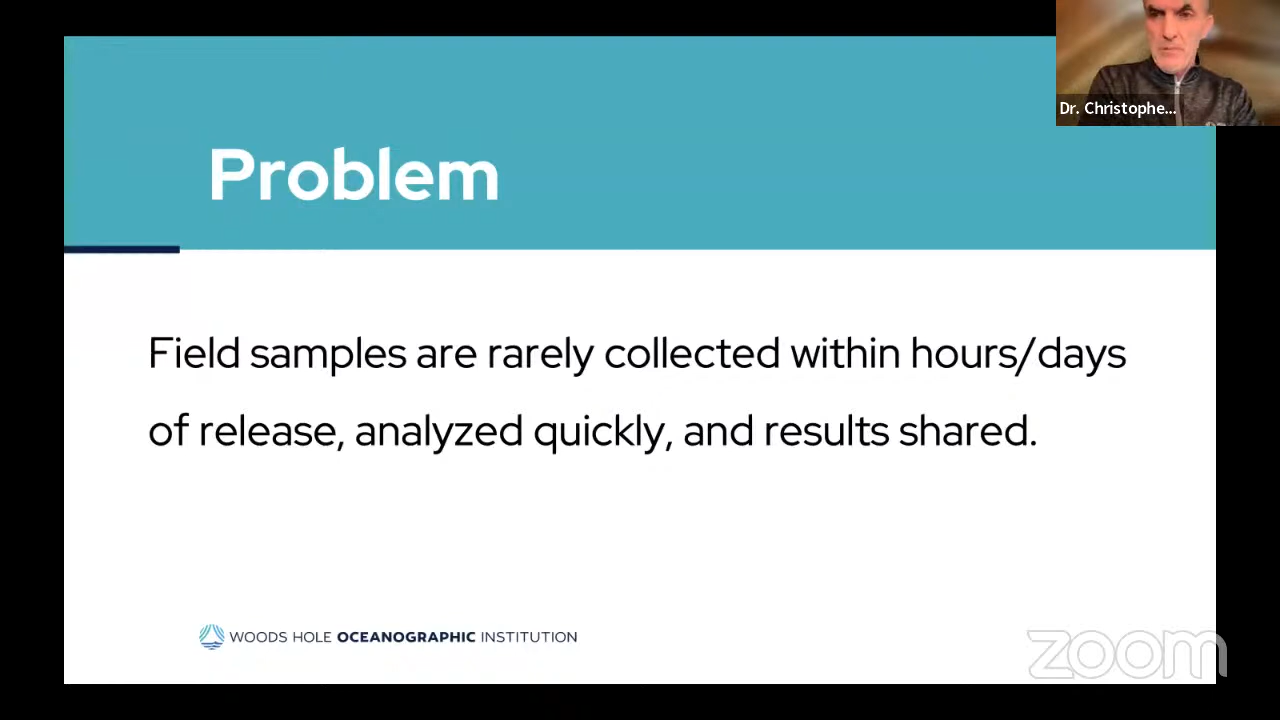 Dr. Christophe...
Problem
Field samples are rarely collected within hours/days
of release, analyzed quickly, and results shared.
WOODS HOLE OCEANOGRAPHIC INSTITUTION
zoom